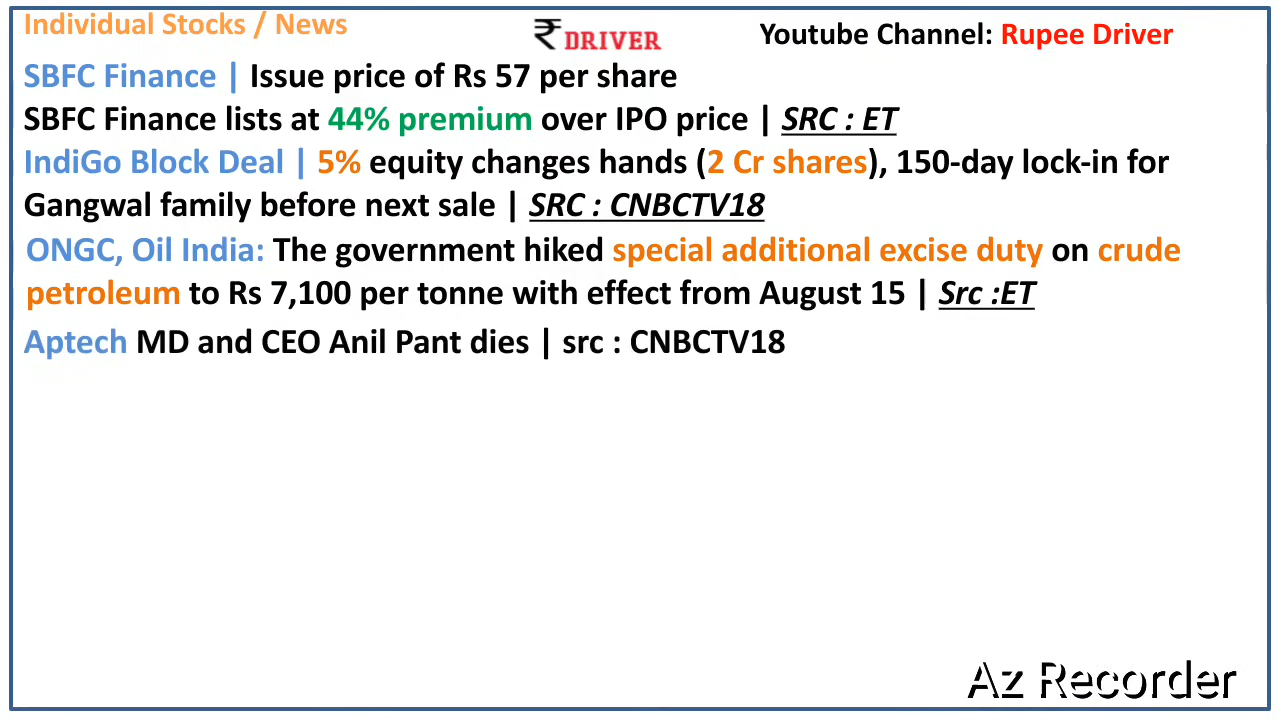 Individual Stocks / News
₹ DRIVER
Youtube Channel: Rupee Driver
SBFC Finance | Issue price of Rs 57 per share
SBFC Finance lists at 44% premium over IPO price | SRC : ET
IndiGo Block Deal | 5% equity changes hands (2 Cr shares), 150-day lock-in for
Gangwal family before next sale | SRC : CNBCTV18
ONGC, Oil India: The government hiked special additional excise duty on crude
petroleum to Rs 7,100 per tonne with effect from August 15 | Src :ET
Aptech MD and CEO Anil Pant dies | src : CNBCTV18
Az Recorder